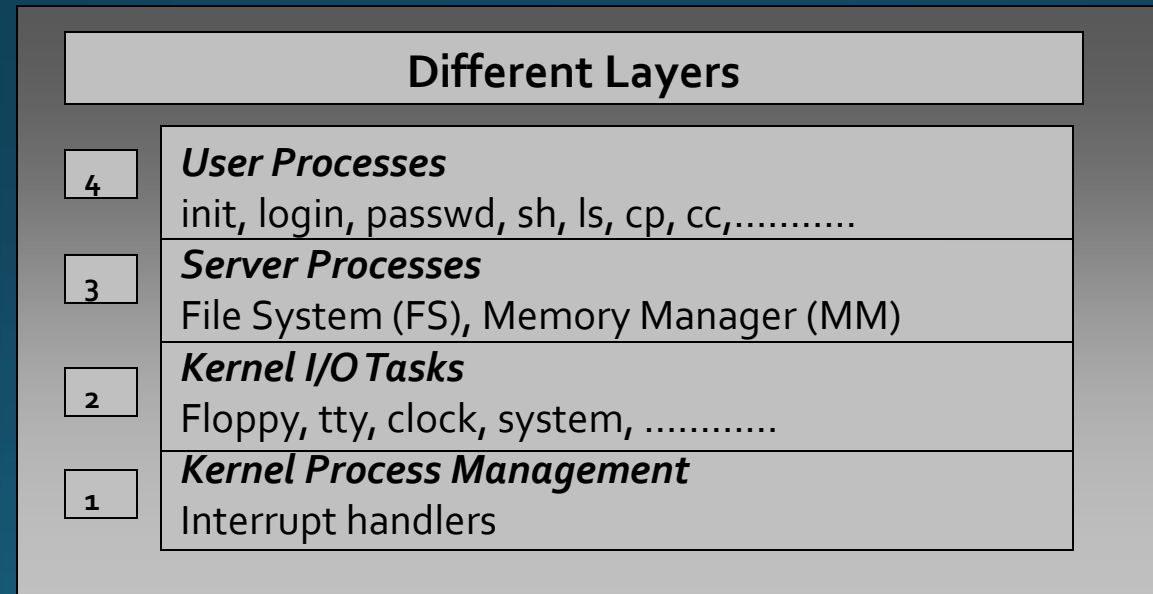 Different Layers
4
User Processes
init, login, passwd, sh, ls, cp, cc,...........
3
Server Processes
File System (FS), Memory Manager (MM)
2
Kernel I/O Tasks
Floppy, tty, clock, system, ............
1
Kernel Process Management
Interrupt handlers